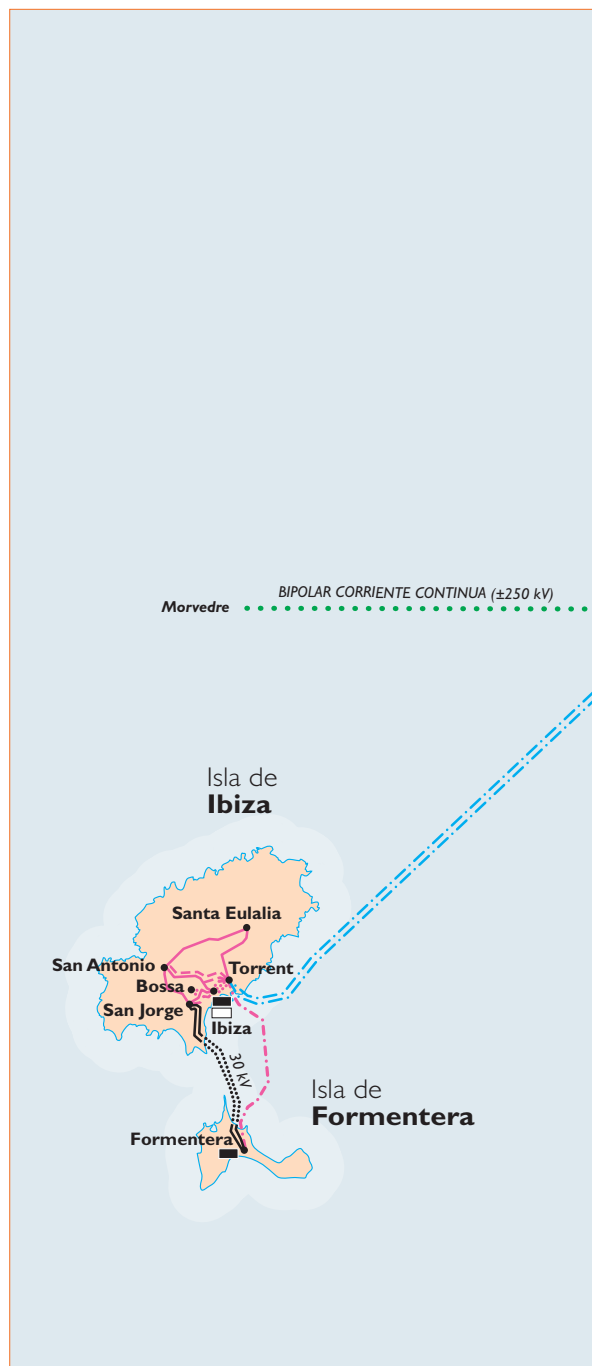 Morvedre
BIPOLAR CORRIENTE CONTINUA (±250 kV)
Isla de
Ibiza
Santa Eulalia
San Antonio
Torrent
Bossa
San Jorge
Ibiza
30 kV
Isla de
Formentera
Formentera